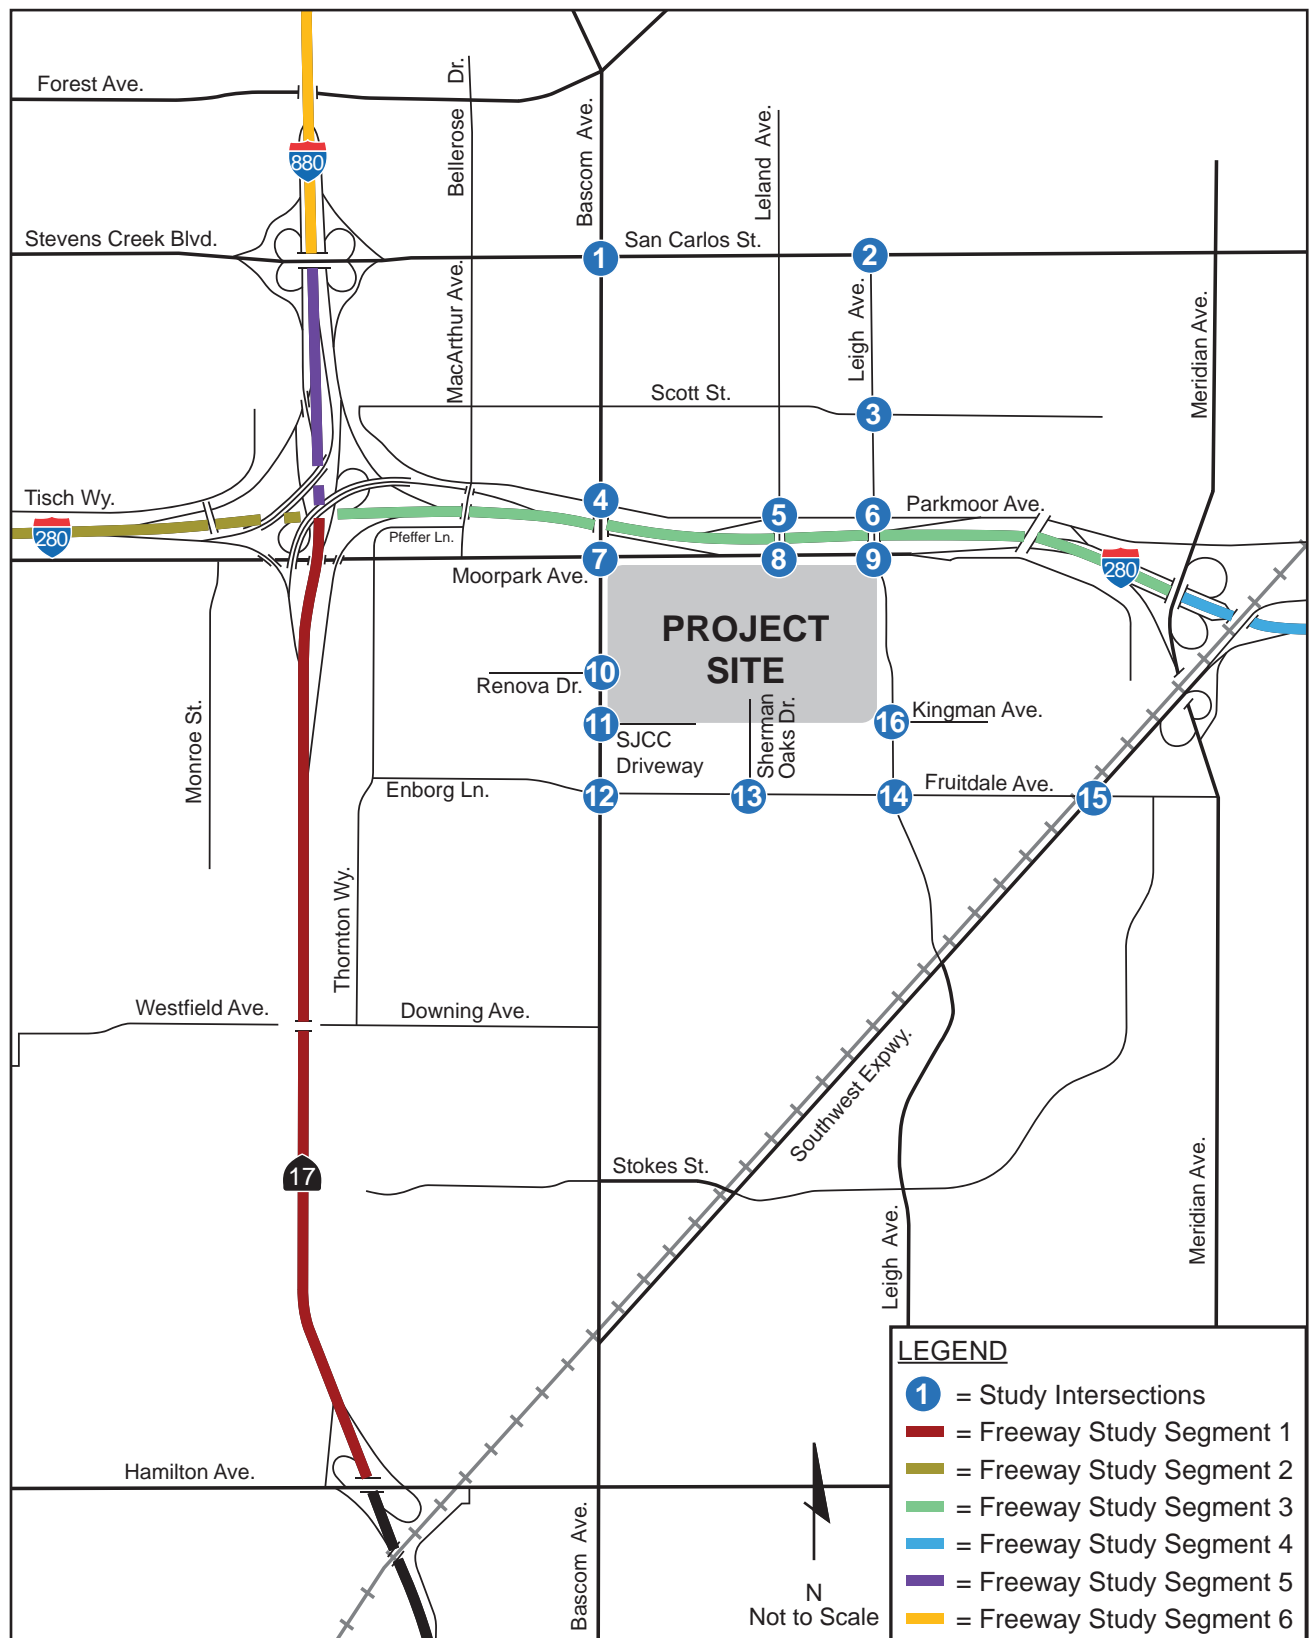 Forest Ave.
Bellerose Dr.
Bascom Ave.
Leland Ave.
880
Stevens Creek Blvd.
San Carlos St.
1
2
MacArthur Ave.
Leigh Ave.
Meridian Ave.
Scott St.
3
Tisch Wy.
4
5
6
Parkmoor Ave.
280
Pfeffer Ln.
7
8
9
280
Moorpark Ave.
PROJECT
SITE
10
Renova Dr.
11
SJCC
Driveway
Sherman
Oaks Dr.
16
Kingman Ave.
Monroe St.
Enborg Ln.
12
13
14
Fruitdale Ave.
15
Thornton Wy.
Westfield Ave.
Downing Ave.
Southwest Expwy.
17
Stokes St.
Leigh Ave.
Meridian Ave.
Hamilton Ave.
Bascom Ave.
N
Not to Scale
LEGEND
1 = Study Intersections
= Freeway Study Segment 1
= Freeway Study Segment 2
= Freeway Study Segment 3
= Freeway Study Segment 4
= Freeway Study Segment 5
= Freeway Study Segment 6